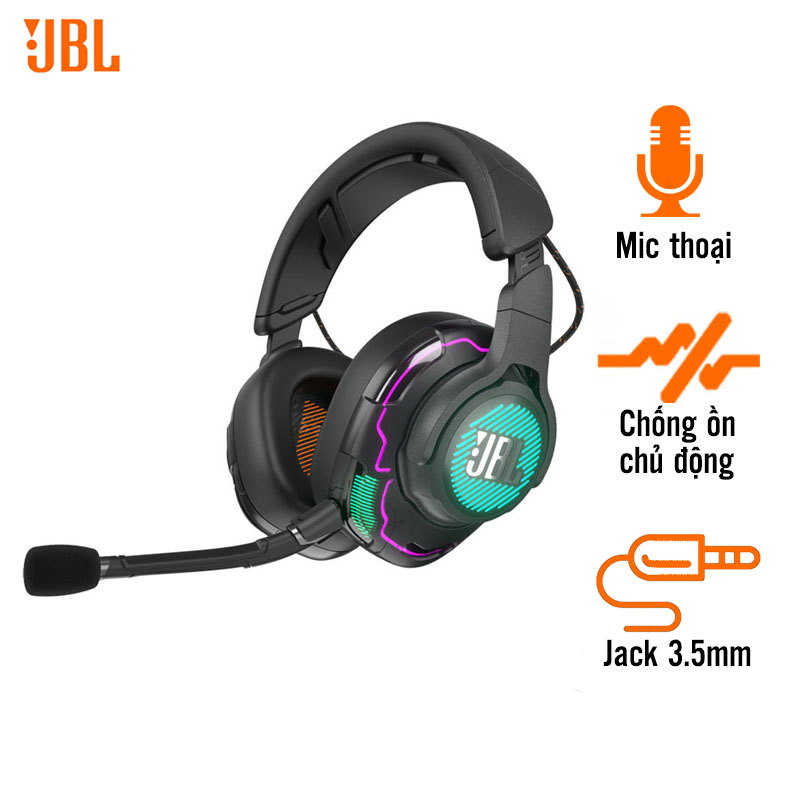 JBL
Mic thoại
JBL
Chống ồn
chủ động
Jack 3.5mm